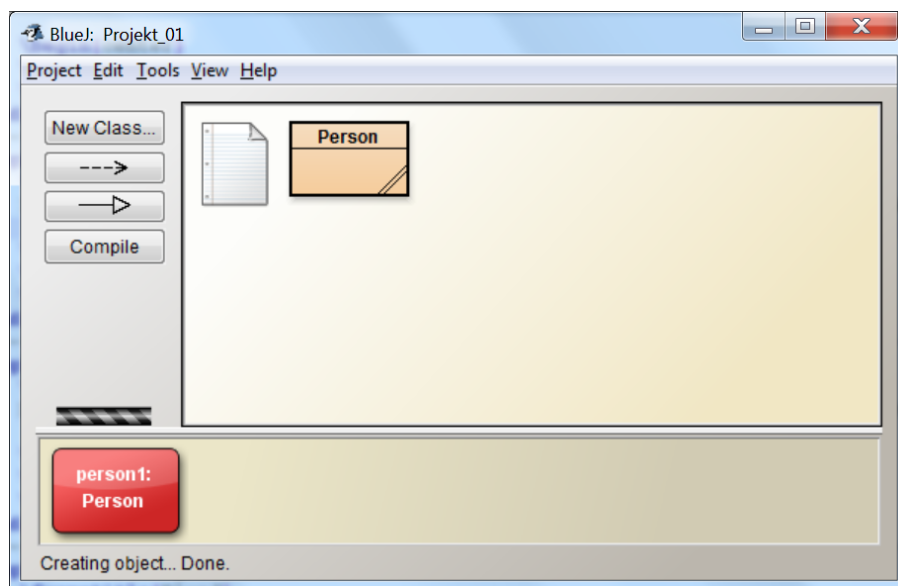 BlueJ: Projekt_01
Project Edit Tools View Help
New Class...
Compile
Person
person1:
Person
Creating object... Done.